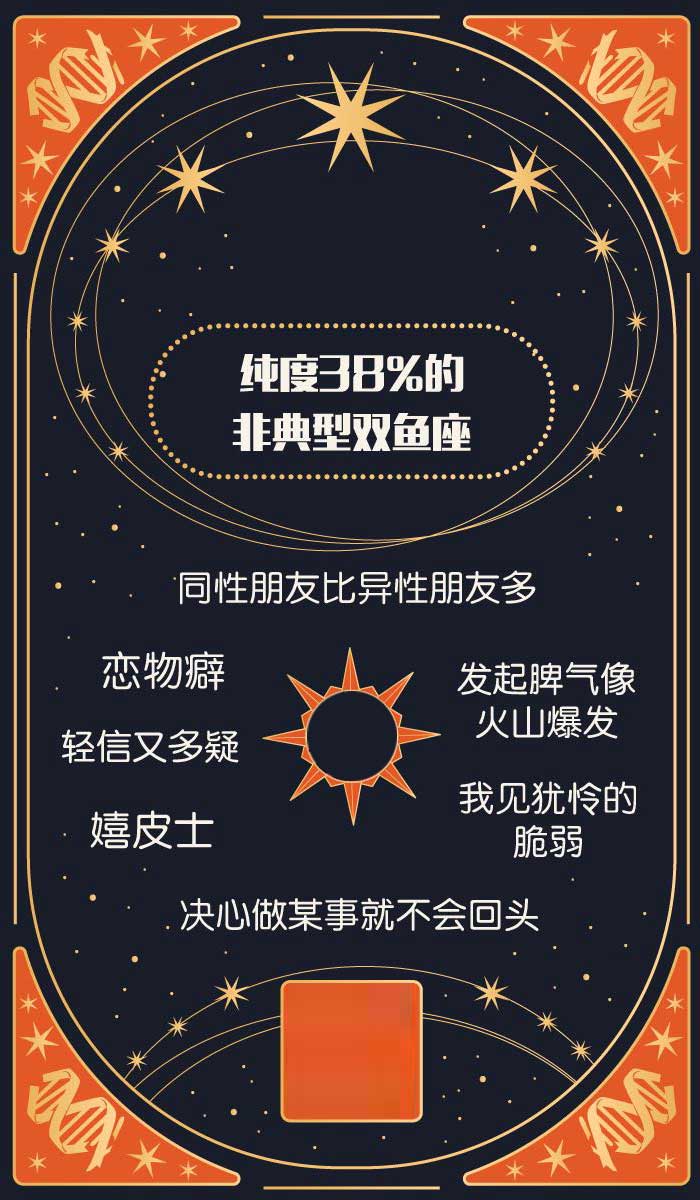 纯度38%的
非典型双鱼座
同性朋友比异性朋友多
恋物癖
发起脾气像
火山爆发
轻信又多疑
我见犹怜的
脆弱
嬉皮士
决心做某事就不会回头